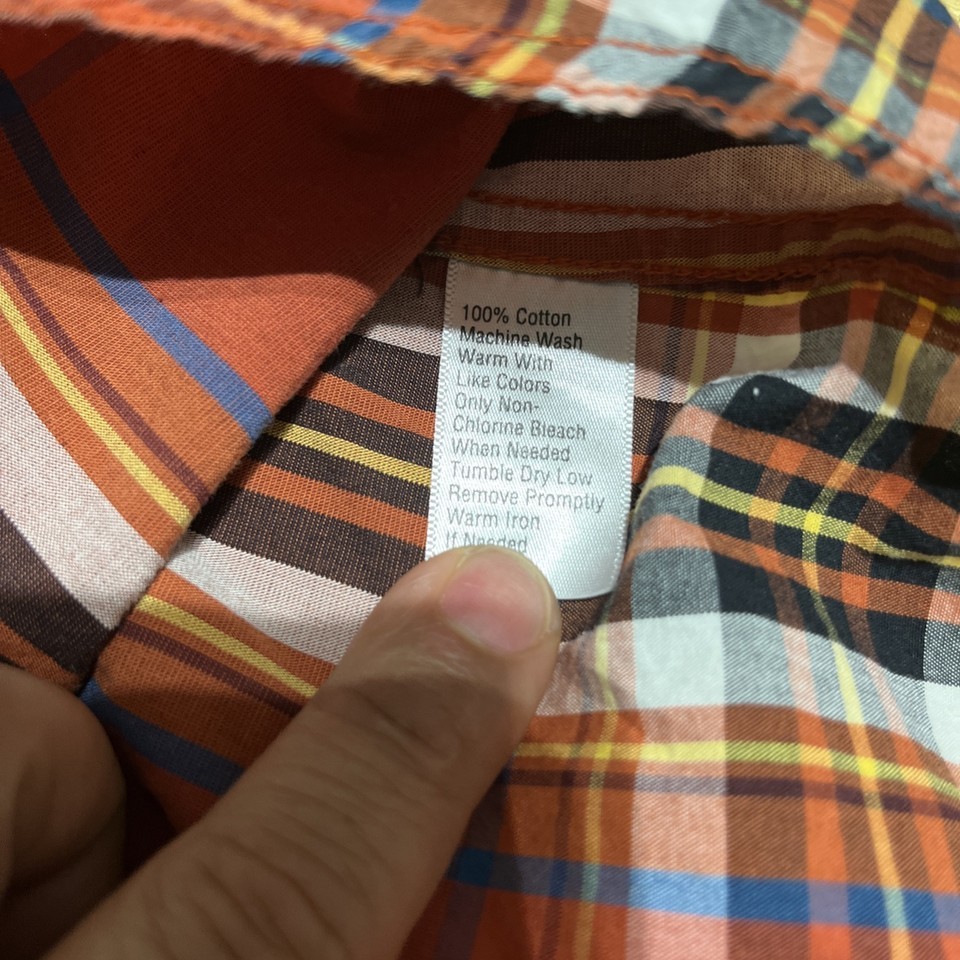 100% Cotton
Machine Wash
Warm With
Like Colors
Only Non-
Chlorine Bleach
When Needed
Tumble Dry Low
Remove Promptly
Warm Iron
If Needed